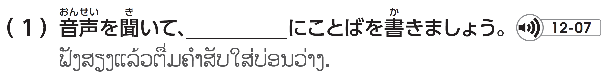 (1) 音声を聞いて、＿＿＿＿＿にことばを書きましょう。 12-07
ຟັງສຽງແລ້ວຕື່ມຄຳສັບໃສ່ບ່ອນວ່າງ.